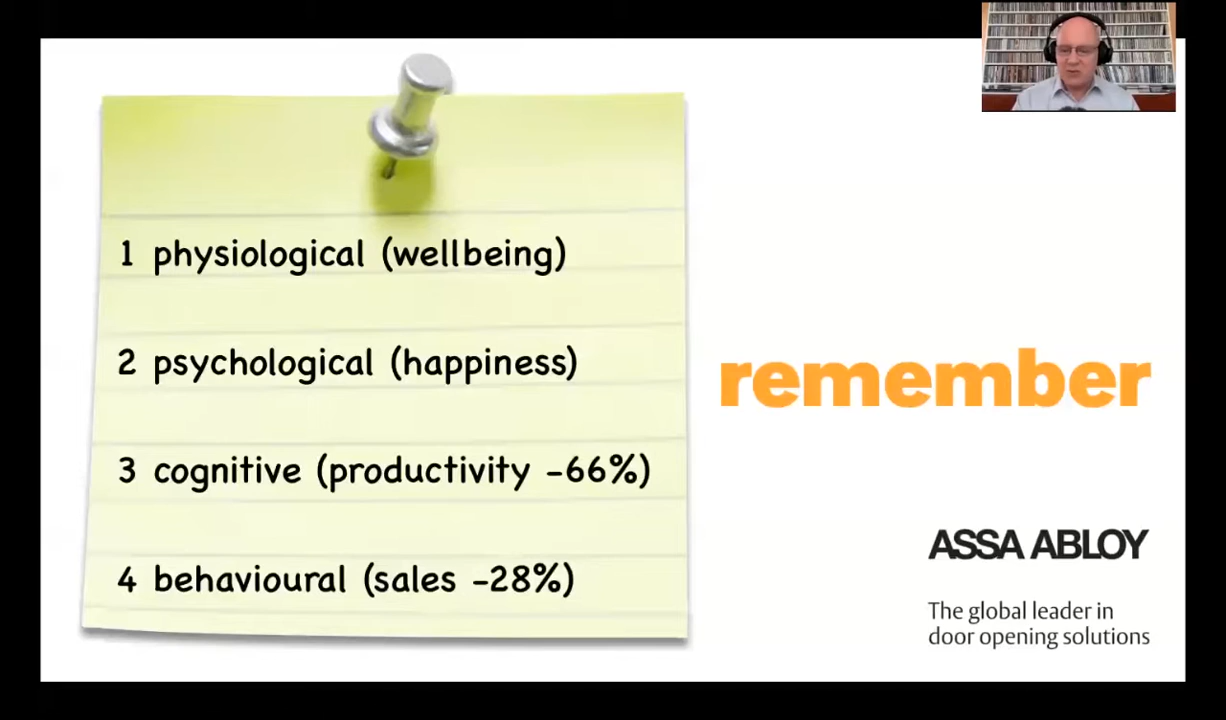 1 physiological (wellbeing)
2 psychological (happiness)
3 cognitive (productivity -66%)
4 behavioural (sales -28%)
remember
ASSA ABLOY
The global leader in
door opening solutions